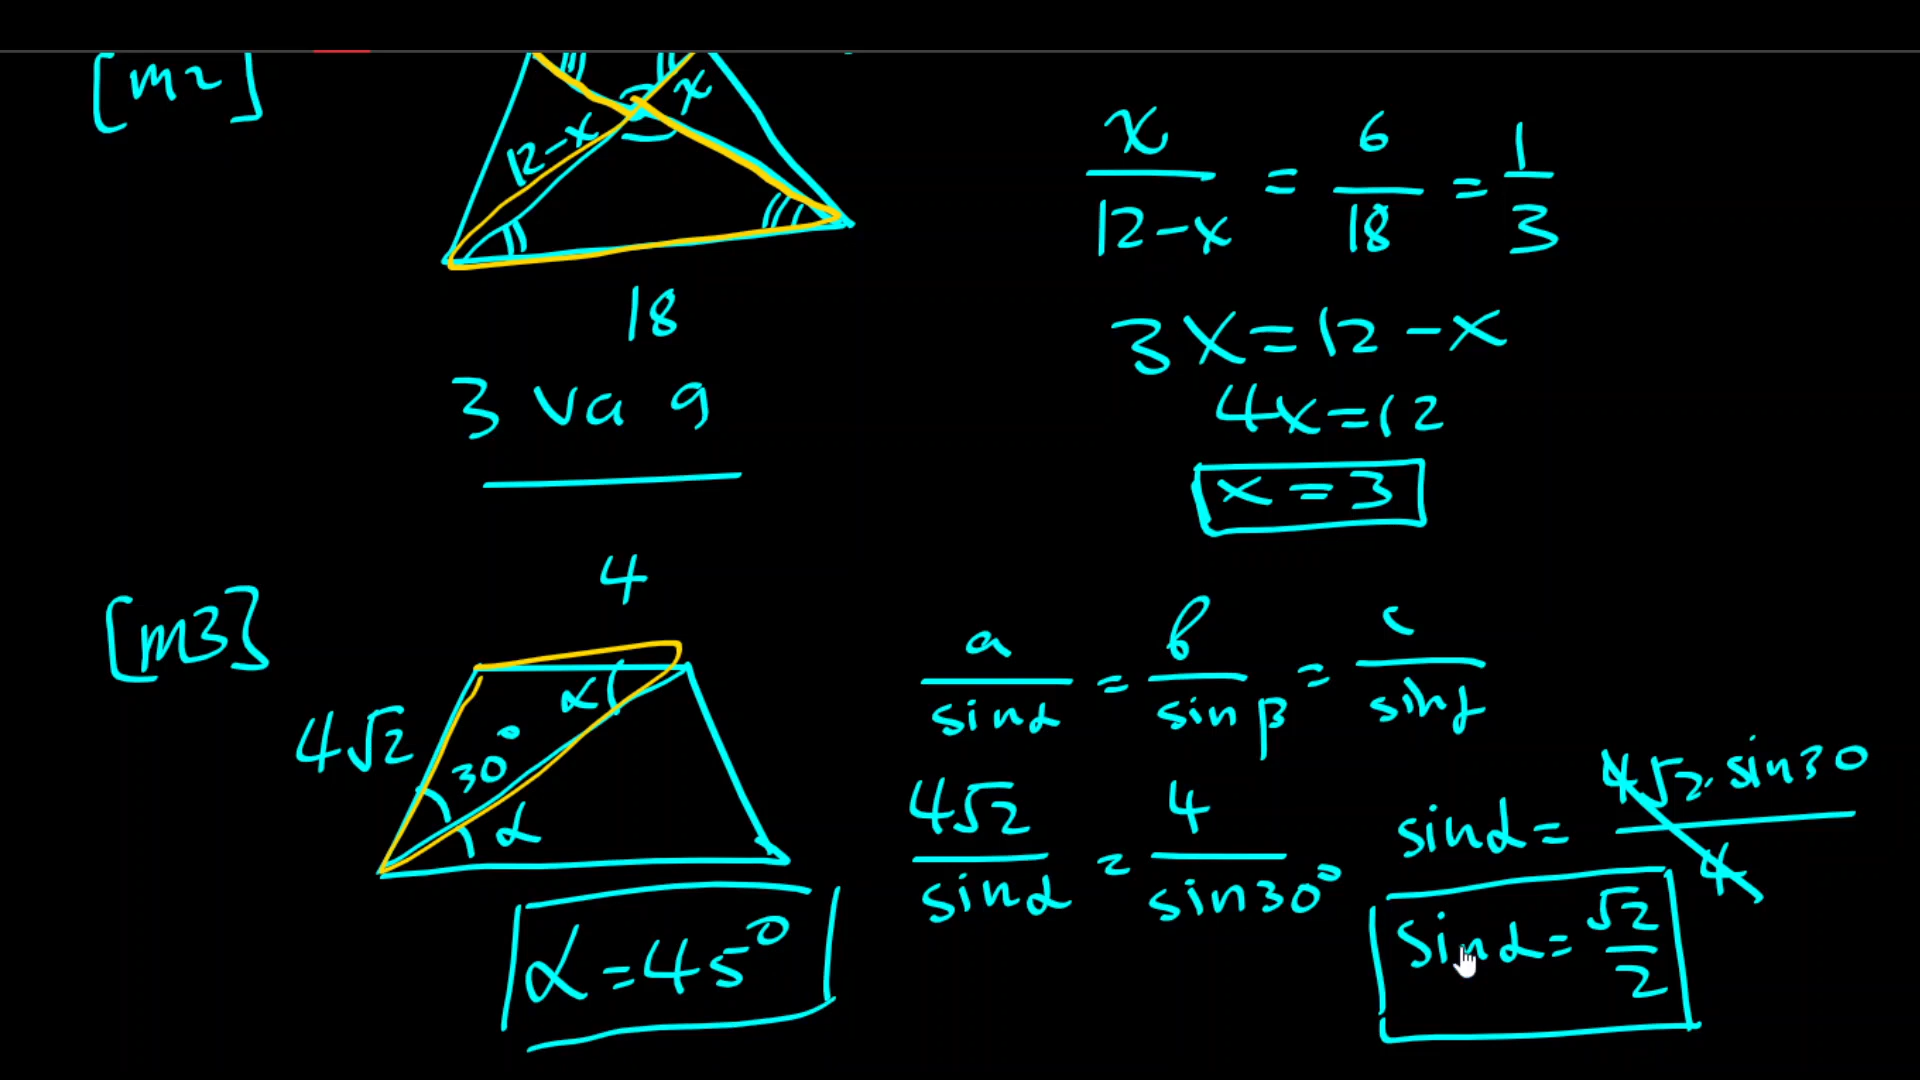 [m2]
x
12-x
18
3 va 9
x/(12-x) = 6/18 = 1/3
3x=12-x
4x=12
x=3
[m3]
4
4√2
30°
α
α
α=45°
a/sinα = b/sinβ = c/sinγ
4√2/sinα = 4/sin30°
sinα= 4√2·sin30/4
sinα=√2/2